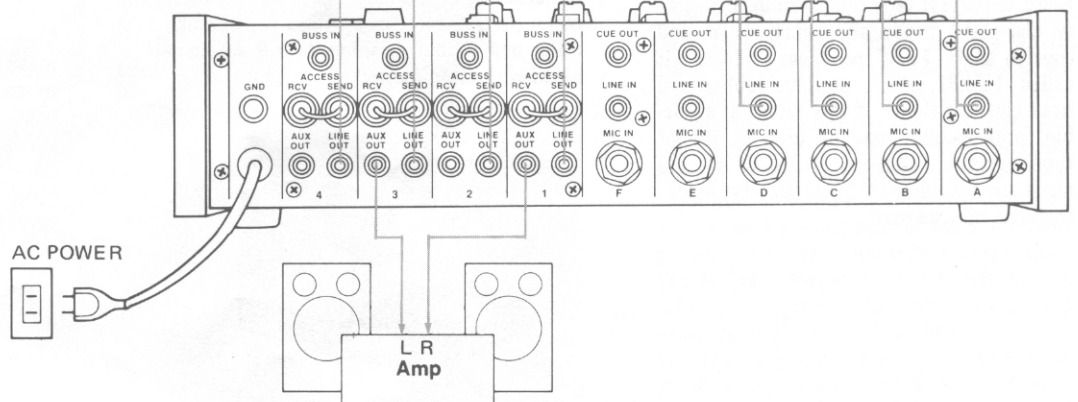 BUSS IN BUSS IN BUSS IN BUSS IN CUE OUT CUE OUT CUE OUT CUE OUT CUE OUT CUE OUT
ACCESS ACCESS ACCESS ACCESS
GND RCV SEND RCV SEND RCV SEND RCV SEND LINE IN LINE IN LINE IN LINE IN LINE IN LINE IN
AUX OUT LINE OUT AUX OUT LINE OUT AUX OUT LINE OUT AUX OUT LINE OUT MIC IN MIC IN MIC IN MIC IN MIC IN MIC IN
4 3 2 1 F E D C B A
AC POWER
L R
Amp